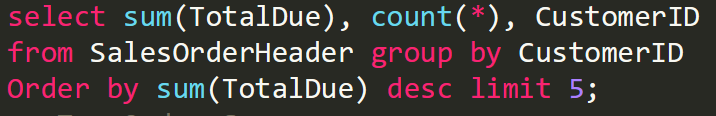 select sum(TotalDue), count(*), CustomerID
from SalesOrderHeader group by CustomerID
Order by sum(TotalDue) desc limit 5;